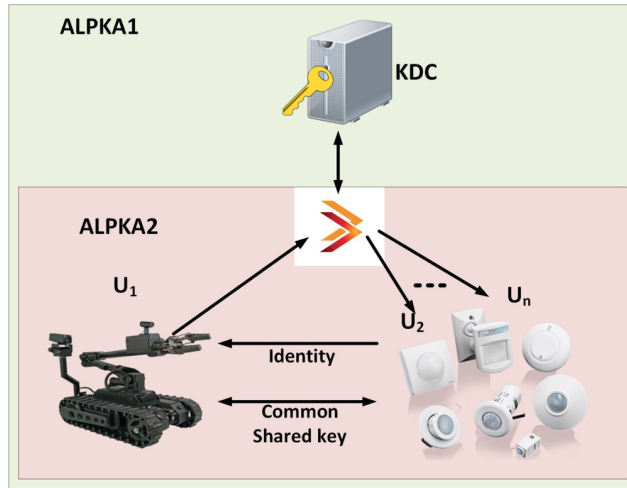 ALPKA1
KDC
ALPKA2
U1
Un
U2
Identity
Common
Shared key